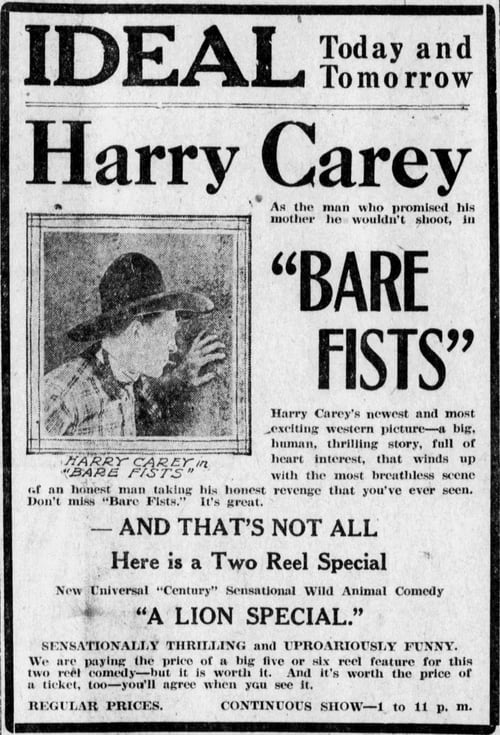 IDEAL
Today and
Tomorrow
Harry Carey
As the man who promised his
mother he wouldn't shoot, in
"BARE
FISTS"
HARRY CAREY in
"BARE FISTS"
Harry Carey's newest and most
exciting western picture—a big,
human, thrilling story, full of
heart interest, that winds up
with the most breathless scene
of an honest man taking his honest revenge that you've ever seen.
Don't miss "Bare Fists." It's great.
— AND THAT'S NOT ALL
Here is a Two Reel Special
New Universal "Century" Sensational Wild Animal Comedy
"A LION SPECIAL."
SENSATIONALLY THRILLING and UPROARIOUSLY FUNNY.
We are paying the price of a big five or six reel feature for this
two reel comedy—but it is worth it. And it's worth the price of
a ticket, too—you'll agree when you see it.
REGULAR PRICES. CONTINUOUS SHOW—1 to 11 p. m.